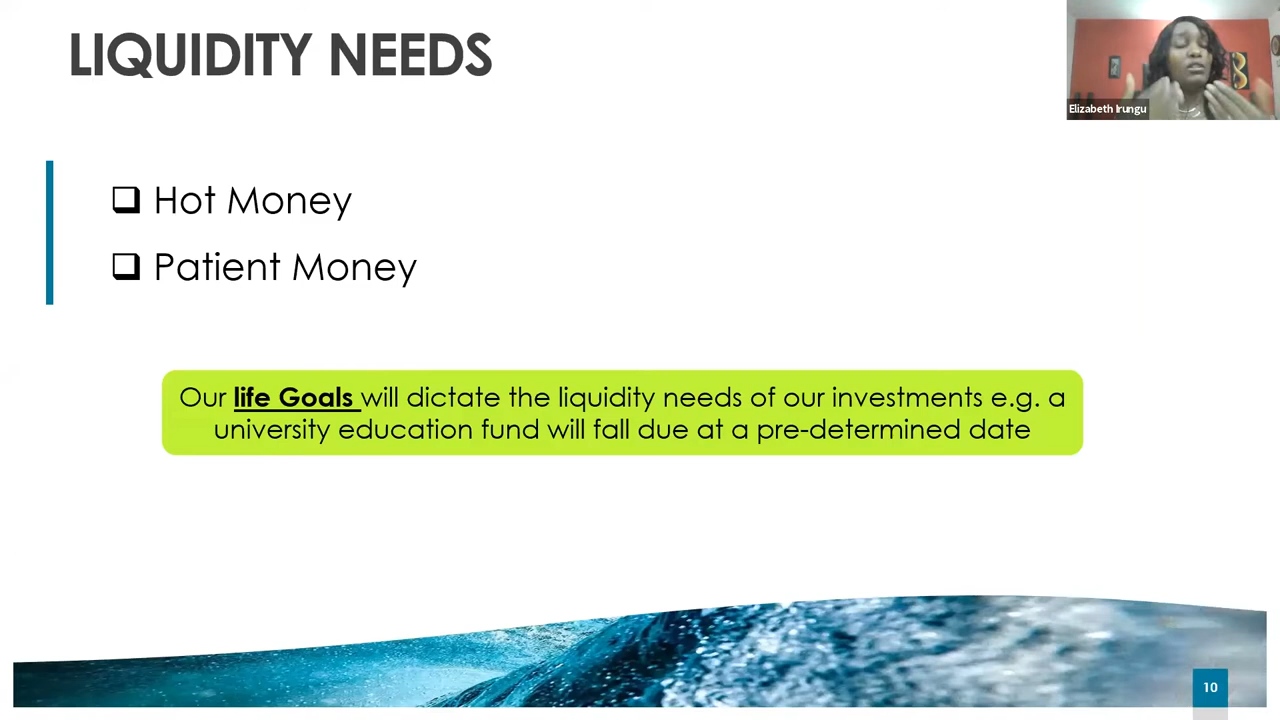 LIQUIDITY NEEDS
Elizabeth Irungu
Hot Money
Patient Money
Our life Goals will dictate the liquidity needs of our investments e.g. a
university education fund will fall due at a pre-determined date
10